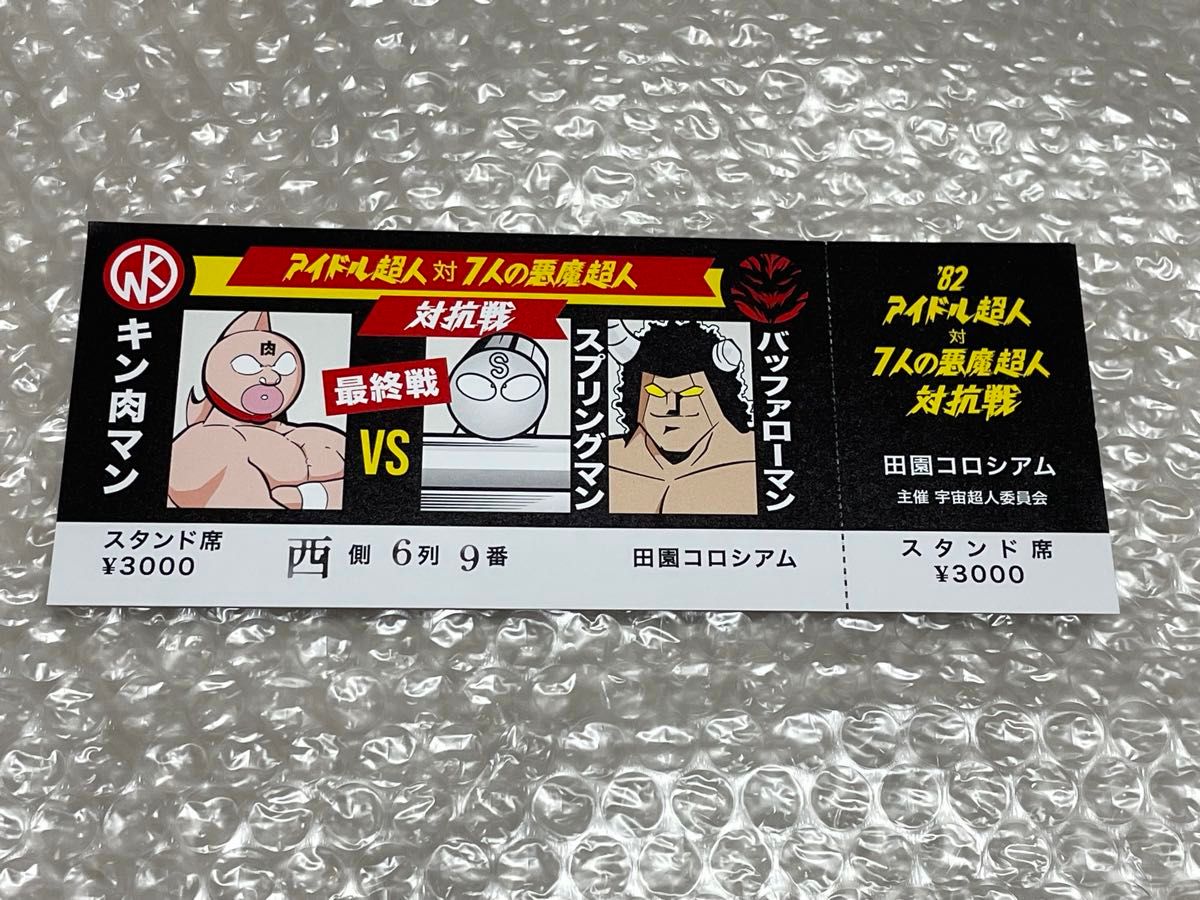 アイドル超人 対 7人の悪魔超人
対抗戦
キン肉マン
肉
最終戦
VS
S
スプリングマン
バッファローマン
スタンド席
¥3000
西 側 6 列 9 番
田園コロシアム
'82
アイドル超人
対
7人の悪魔超人
対抗戦
田園コロシアム
主催 宇宙超人委員会
スタンド席
¥3000